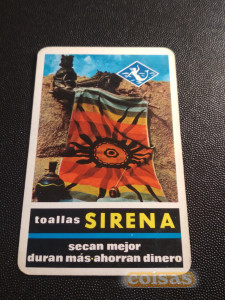 toallas SIRENA
secan mejor
duran más·ahorran dinero
coisas